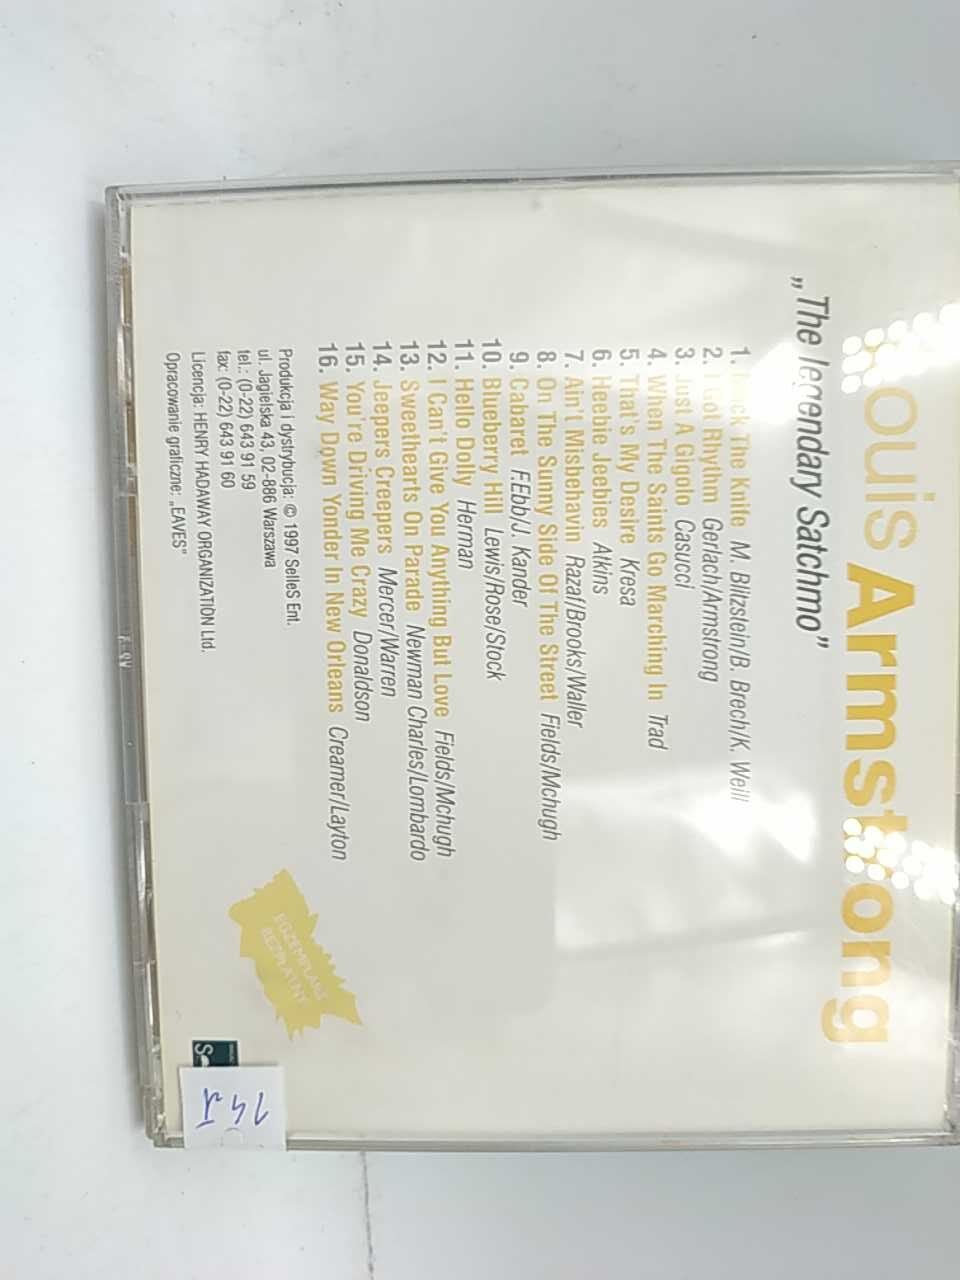 Louis Armstrong
„The legendary Satchmo"
1. Mack The Knife M. Blilzstein/B. Brech/K. Weill
2. I Got Rhythm Gerlach/Armstrong
3. Just A Gigolo Casucci
4. When The Saints Go Marching In Trad
5. That's My Desire Kresa
6. Heebie Jeebies Atkins
7. Ain't Misbehavin Razaf/Brooks/Waller
8. On The Sunny Side Of The Street Fields/Mchugh
9. Cabaret F.Ebb/J. Kander
10. Blueberry Hill Lewis/Rose/Stock
11. Hello Dolly Herman
12. I Can't Give You Anything But Love Fields/Mchugh
13. Sweethearts On Parade Newman Charles/Lombardo
14. Jeepers Creepers Mercer/Warren
15. You're Driving Me Crazy Donaldson
16. Way Down Yonder In New Orleans Creamer/Layton
Produkcja i dystrybucja: © 1997 SelleS Ent.
ul. Jagielska 43, 02-886 Warszawa
tel.: (0-22) 643 91 59
fax: (0-22) 643 91 60
Licencja: HENRY HADAWAY ORGANIZATION Ltd.
Opracowanie graficzne: „EAVES"
EGZEMPLARZ
BEZPŁATNY